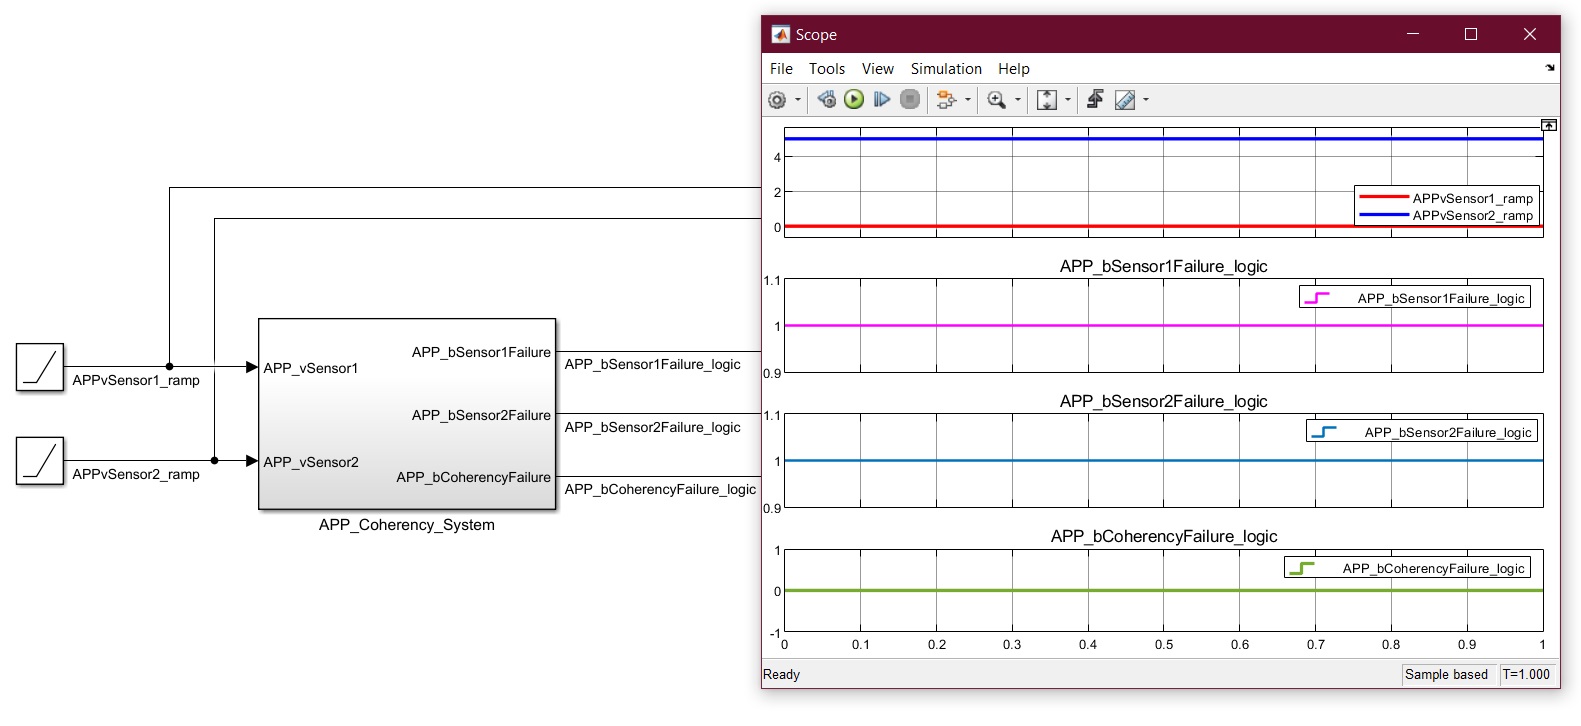 APPvSensor1_ramp
APPvSensor2_ramp
APP_vSensor1
APP_vSensor2
APP_bSensor1Failure
APP_bSensor2Failure
APP_bCoherencyFailure
APP_Coherency_System
APP_bSensor1Failure_logic
APP_bSensor2Failure_logic
APP_bCoherencyFailure_logic
Scope
File Tools View Simulation Help
4
2
0
APPvSensor1_ramp
APPvSensor2_ramp
APP_bSensor1Failure_logic
1.1
1
0.9
APP_bSensor1Failure_logic
APP_bSensor2Failure_logic
1.1
1
0.9
APP_bSensor2Failure_logic
APP_bCoherencyFailure_logic
1
0
-1
APP_bCoherencyFailure_logic
0 0.1 0.2 0.3 0.4 0.5 0.6 0.7 0.8 0.9 1
Ready Sample based T=1.000